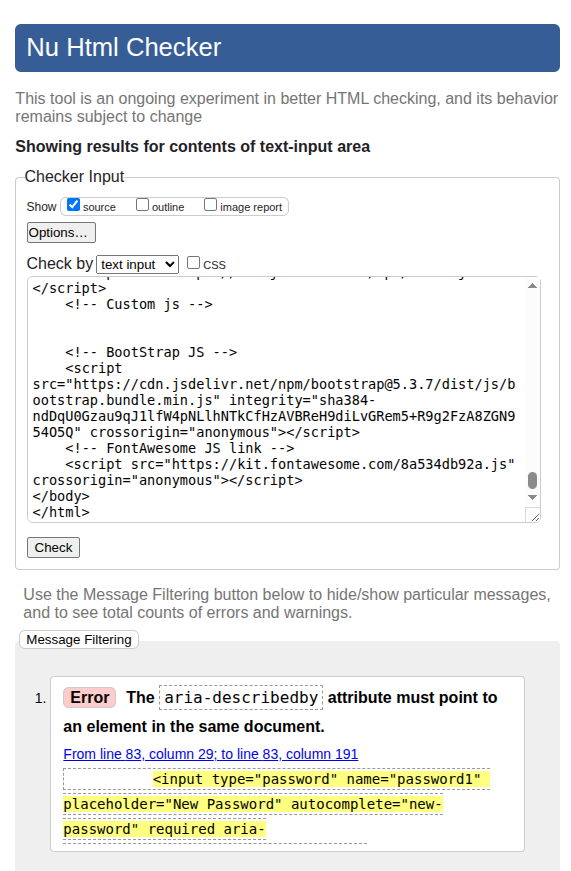 Nu Html Checker
This tool is an ongoing experiment in better HTML checking, and its behavior
remains subject to change
Showing results for contents of text-input area
Checker Input
Show source outline image report
Options…
Check by text input CSS
</script>
<!-- Custom js -->
<!-- BootStrap JS -->
<script
src="https://cdn.jsdelivr.net/npm/bootstrap@5.3.7/dist/js/b
ootstrap.bundle.min.js" integrity="sha384-
ndDqU0Gzau9qJ1lfW4pNLlhNTkCfHzAVBReH9diLvGRem5+R9g2FzA8ZGN9
54O5Q" crossorigin="anonymous"></script>
<!-- FontAwesome JS link -->
<script src="https://kit.fontawesome.com/8a534db92a.js"
crossorigin="anonymous"></script>
</body>
</html>
Check
Use the Message Filtering button below to hide/show particular messages,
and to see total counts of errors and warnings.
Message Filtering
1. Error The aria-describedby attribute must point to
an element in the same document.
From line 83, column 29; to line 83, column 191
<input type="password" name="password1"
placeholder="New Password" autocomplete="new-
password" required aria-